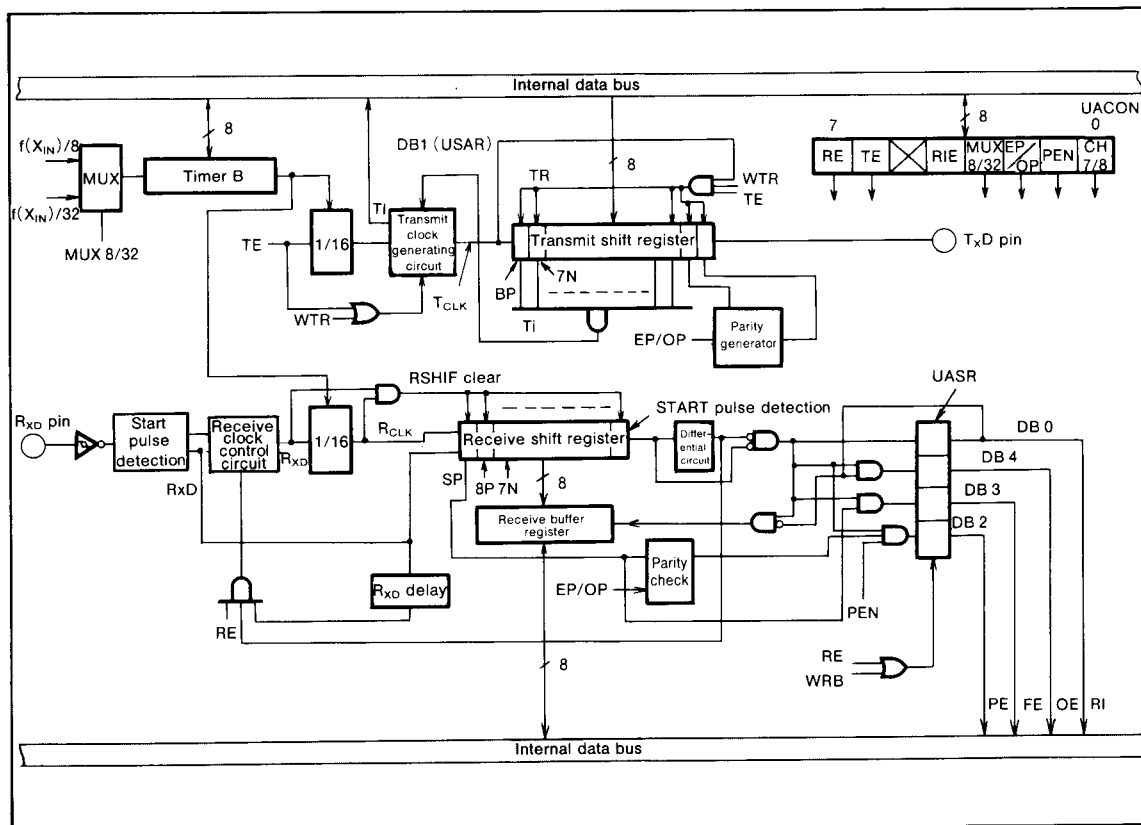 Internal data bus
UACON
7
0
8
8
8
f(XIN)/8
f(XIN)/32
MUX
MUX 8/32
Timer B
DB1 (USAR)
RE
TE
RIE
MUX 8/32
EP/OP
PEN
CH 7/8
TR
WTR
TE
TI
TE
1/16
Transmit clock generating circuit
Transmit shift register
TXD pin
BP
7N
TCLK
WTR
Ti
EP/OP
Parity generator
RSHIF clear
UASR
START pulse detection
RXD pin
Start pulse detection
Receive clock control circuit
RXD
1/16
RCLK
Receive shift register
Differ-ential circuit
DB 0
DB 4
DB 3
DB 2
RxD
SP
8P
7N
8
Receive buffer register
Parity check
EP/OP
PEN
RXD delay
RE
8
RE
WRB
PE
FE
OE
RI
Internal data bus